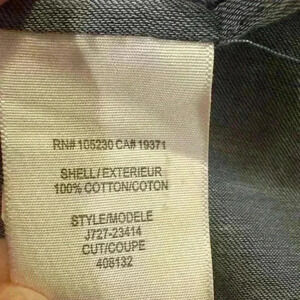 RN# 105230 CA# 19371
SHELL/EXTERIEUR
100% COTTON/COTON
STYLE/MODELE
J727-23414
CUT/COUPE
408132